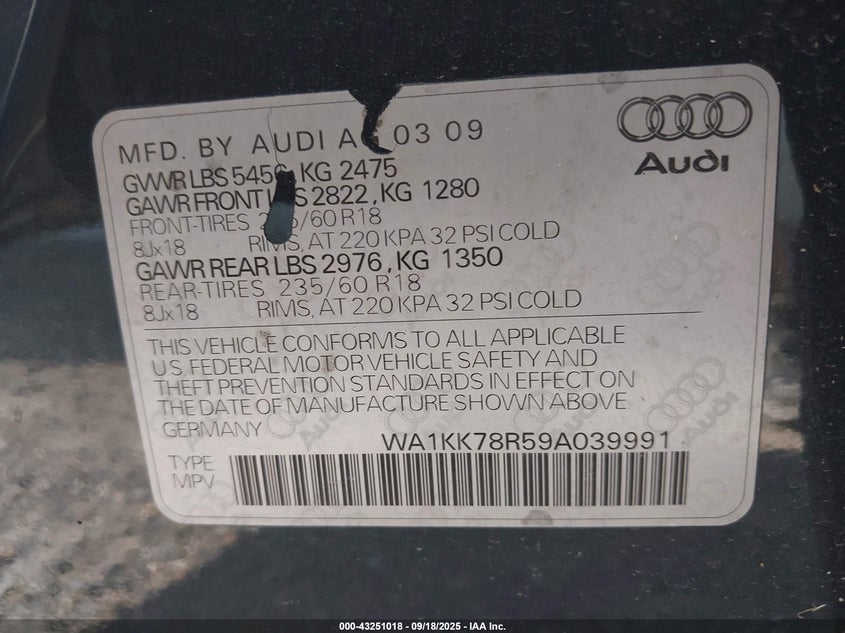 MFD. BY AUDI A 03 09
Audi
GVWR LBS 545 , KG 2475
GAWR FRONT S 2822, KG 1280
FRONT-TIRES 2 5/60 R18
8Jx18 RIMS, AT 220 KPA 32 PSI COLD
GAWR REAR LBS 2976, KG 1350
REAR-TIRES 235/60 R18
8Jx18 RIMS, AT 220 KPA 32 PSI COLD
THIS VEHICLE CONFORMS TO ALL APPLICABLE
U.S. FEDERAL MOTOR VEHICLE SAFETY AND
THEFT PREVENTION STANDARDS IN EFFECT ON
THE DATE OF MANUFACTURE SHOWN ABOVE
GERMANY WA1KK78R59A039991
TYPE
MPV
000-43251018 - 09/18/2025 - IAA Inc.